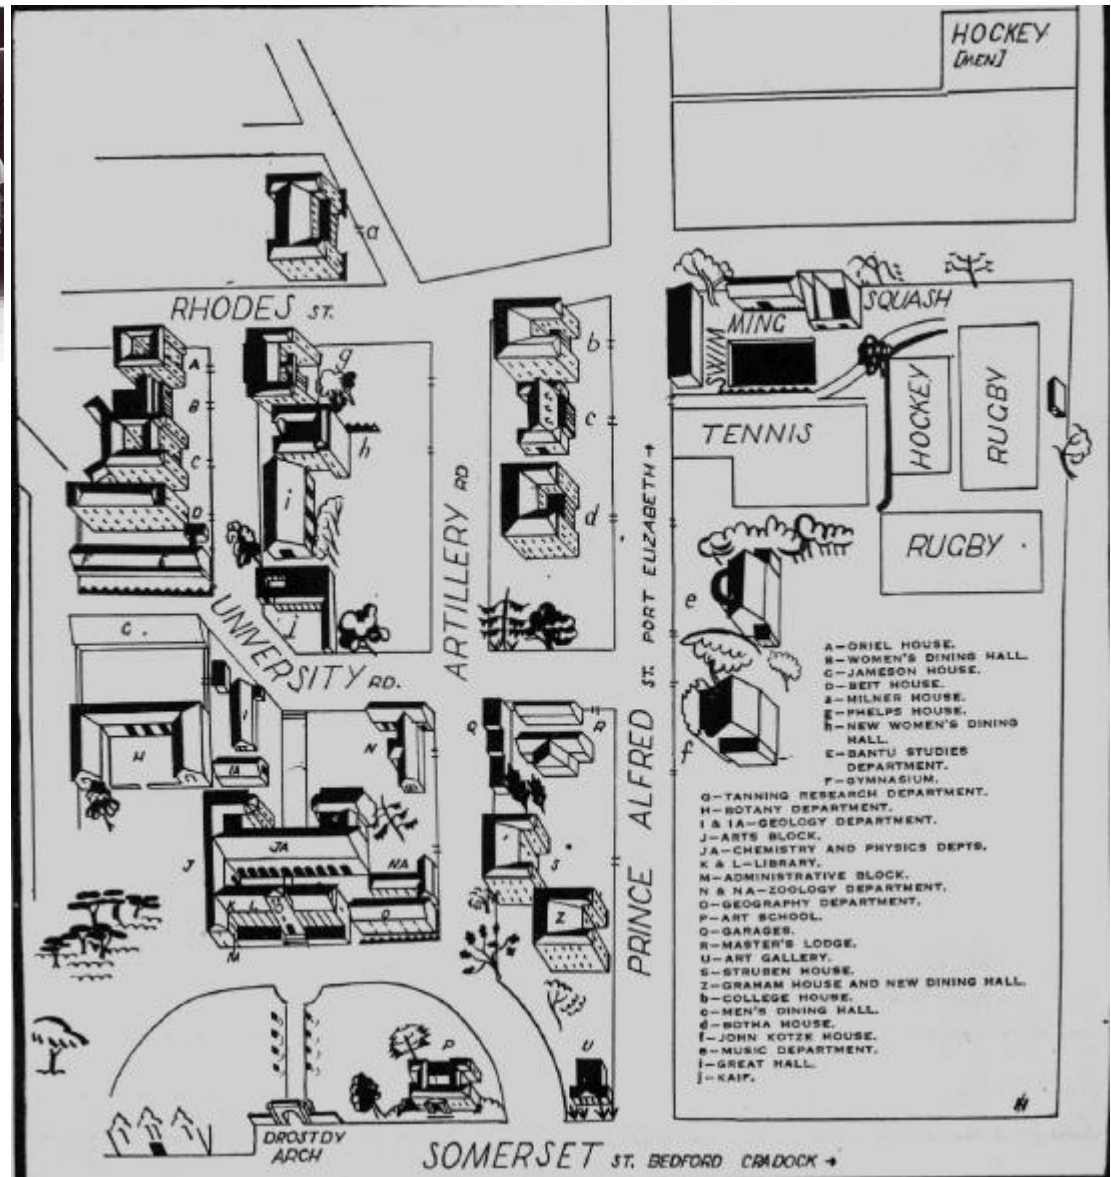 HOCKEY
[MEN]
a
RHODES ST.
SQUASH
SWIM
MING
A
g
b
B
h
c
HOCKEY
RUGBY
TENNIS
C
i
D
d
RUGBY
F
ARTILLERY RD
ST. PORT ELIZABETH →
e
j
UNIVERSITY RD.
G.
f
H
I
IA
N
Q
R
J
JA
NA
S
K L
O
Z
M
PRINCE ALFRED
P
U
DROSTDY
ARCH
SOMERSET ST. BEDFORD CRADOCK →
A-ORIEL HOUSE.
B-WOMEN'S DINING HALL.
C-JAMESON HOUSE.
D-BEIT HOUSE.
a-MILNER HOUSE.
g-PHELPS HOUSE.
h-NEW WOMEN'S DINING
HALL.
E-BANTU STUDIES
DEPARTMENT.
F-GYMNASIUM.
G-TANNING RESEARCH DEPARTMENT.
H-BOTANY DEPARTMENT.
I & IA-GEOLOGY DEPARTMENT.
J-ARTS BLOCK.
JA-CHEMISTRY AND PHYSICS DEPTS.
K & L-LIBRARY.
M-ADMINISTRATIVE BLOCK.
N & NA-ZOOLOGY DEPARTMENT.
O-GEOGRAPHY DEPARTMENT.
P-ART SCHOOL.
Q-GARAGES.
R-MASTER'S LODGE.
U-ART GALLERY.
S-STRUBEN HOUSE.
Z-GRAHAM HOUSE AND NEW DINING HALL.
b-COLLEGE HOUSE.
c-MEN'S DINING HALL.
d-BOTHA HOUSE.
f-JOHN KOTZE HOUSE.
e-MUSIC DEPARTMENT.
i-GREAT HALL.
j-KAIF.